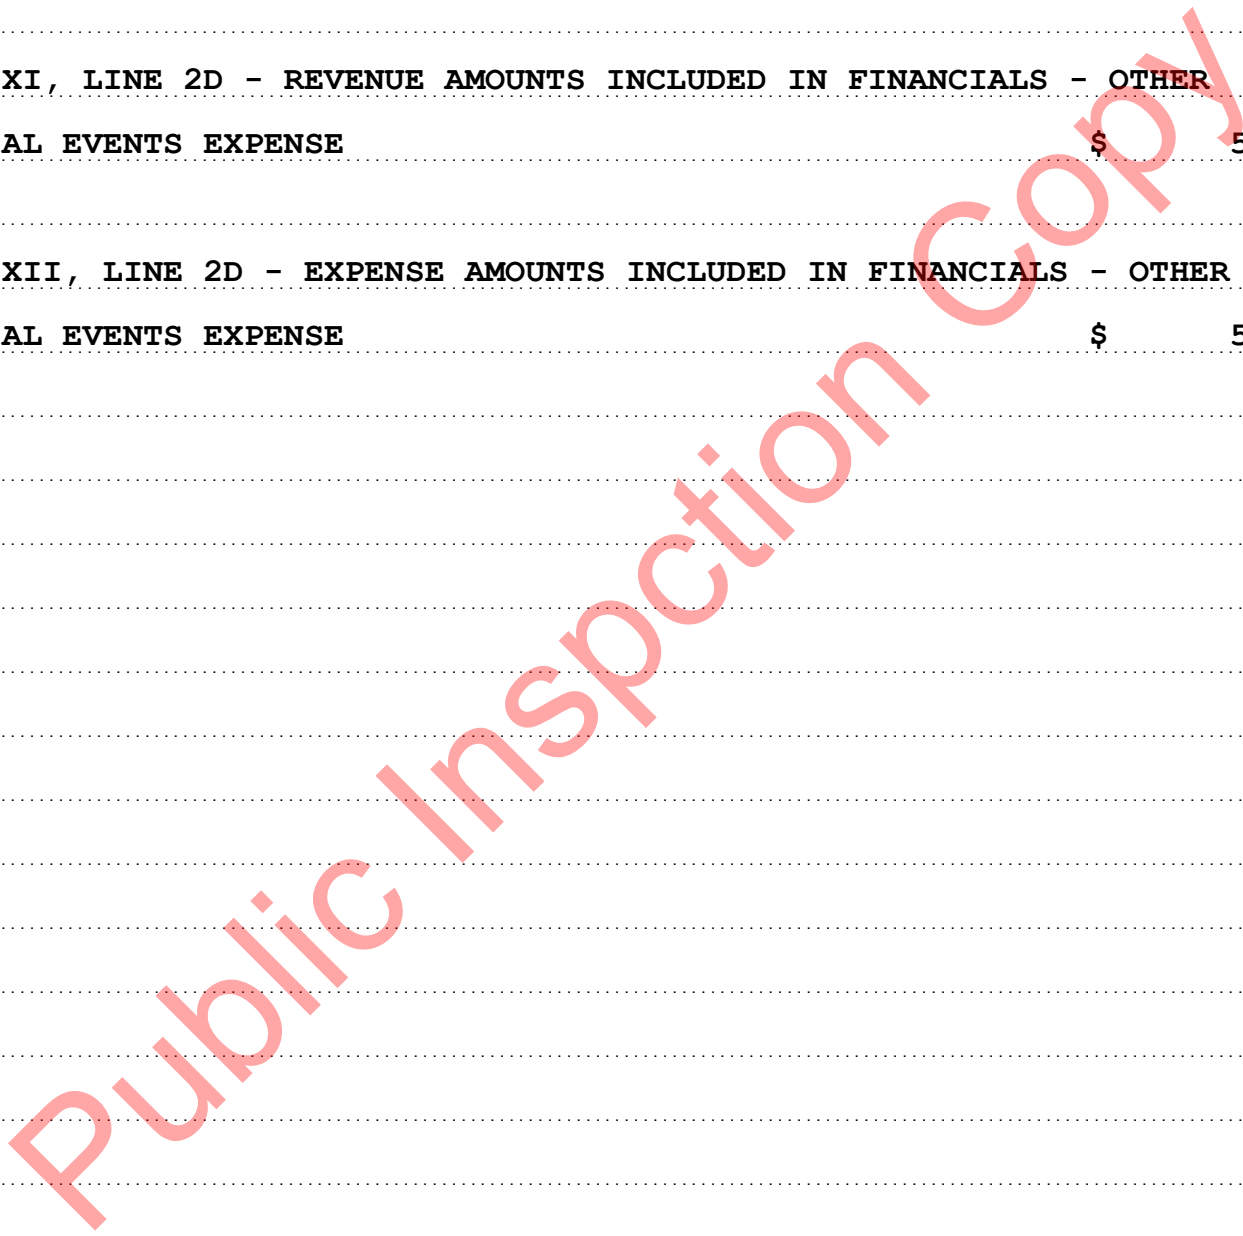 XI, LINE 2D - REVENUE AMOUNTS INCLUDED IN FINANCIALS - OTHER
AL EVENTS EXPENSE $ 5
XII, LINE 2D - EXPENSE AMOUNTS INCLUDED IN FINANCIALS - OTHER
AL EVENTS EXPENSE $ 5
Public Inspction Copy